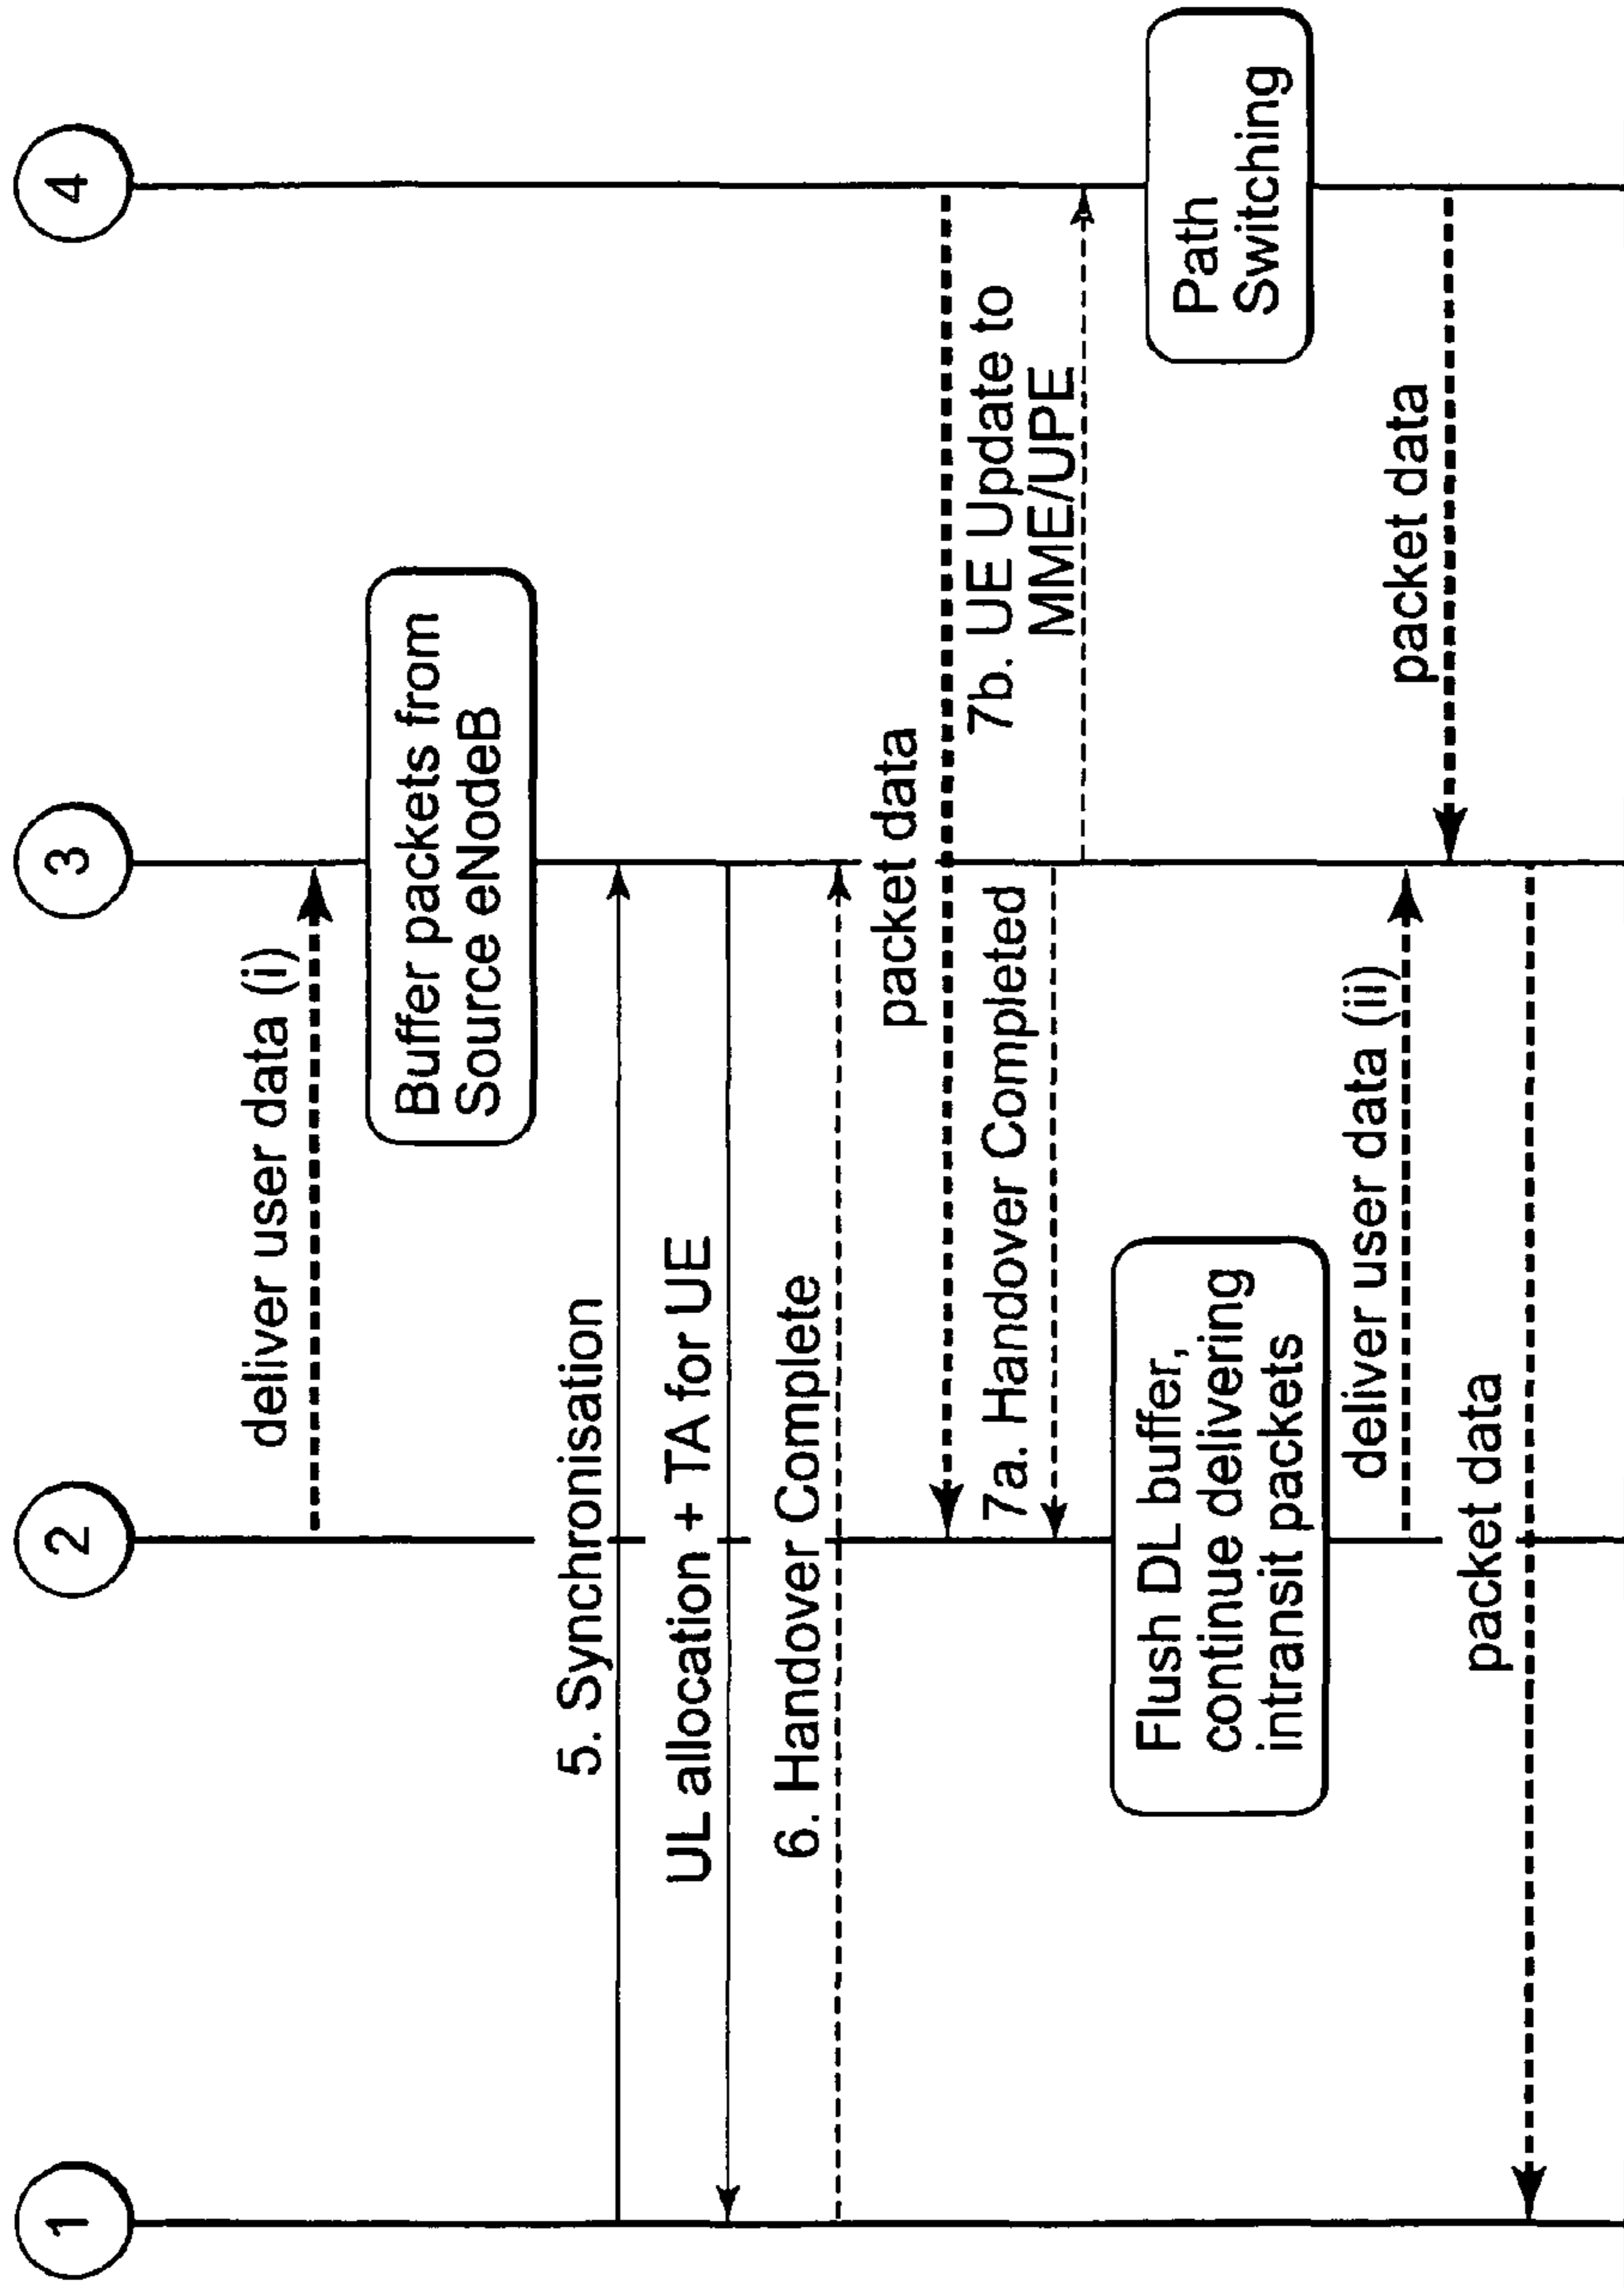 1
2
3
4
deliver user data (i)
Buffer packets from
Source eNodeB
5. Synchronisation
UL allocation + TA for UE
6. Handover Complete
packet data
7a. Handover Completed
7b. UE Update to
MME/UPE
Flush DL buffer,
continue delivering
intransit packets
Path
Switching
deliver user data (ii)
packet data
packet data